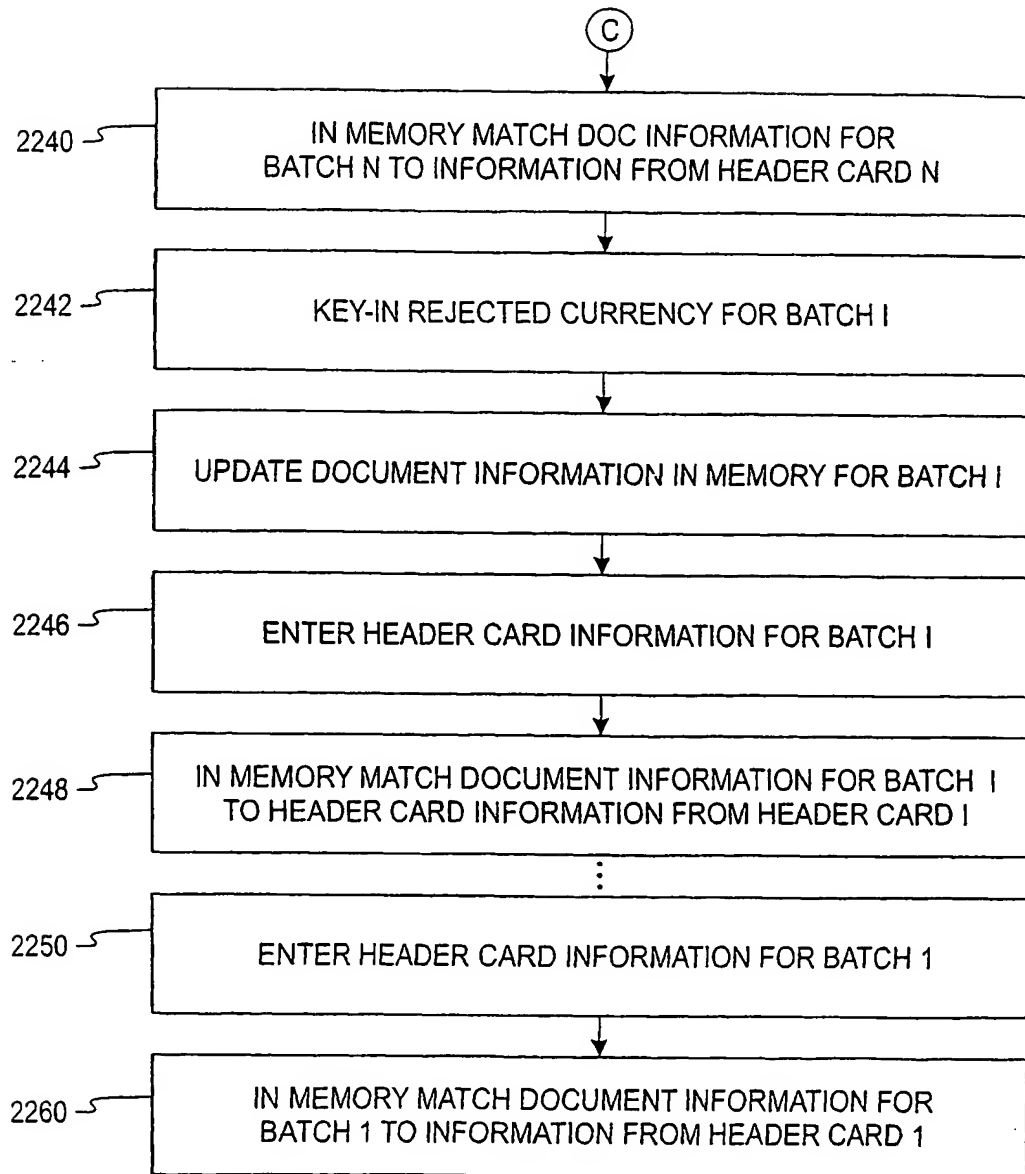 C
2240
IN MEMORY MATCH DOC INFORMATION FOR
BATCH N TO INFORMATION FROM HEADER CARD N
2242
KEY-IN REJECTED CURRENCY FOR BATCH I
2244
UPDATE DOCUMENT INFORMATION IN MEMORY FOR BATCH I
2246
ENTER HEADER CARD INFORMATION FOR BATCH I
2248
IN MEMORY MATCH DOCUMENT INFORMATION FOR BATCH I
TO HEADER CARD INFORMATION FROM HEADER CARD I
2250
ENTER HEADER CARD INFORMATION FOR BATCH 1
2260
IN MEMORY MATCH DOCUMENT INFORMATION FOR
BATCH 1 TO INFORMATION FROM HEADER CARD 1